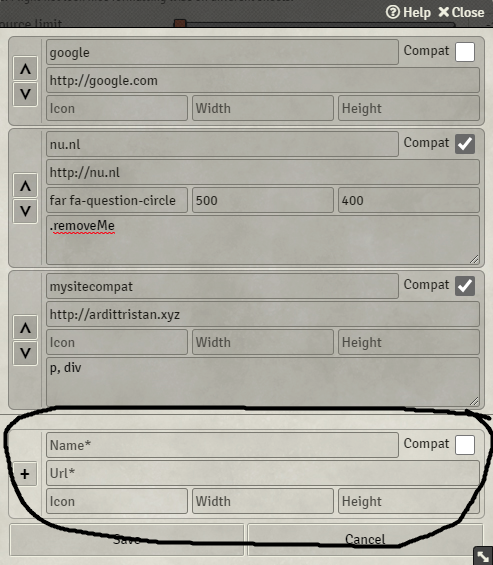 Help Close
google Compat
http://google.com
Icon Width Height
nu.nl Compat
http://nu.nl
far fa-question-circle 500 400
.removeMe
mysitecompat Compat
http://ardittristan.xyz
Icon Width Height
p, div
Name* Compat
+ Url*
Icon Width Height
Save Cancel